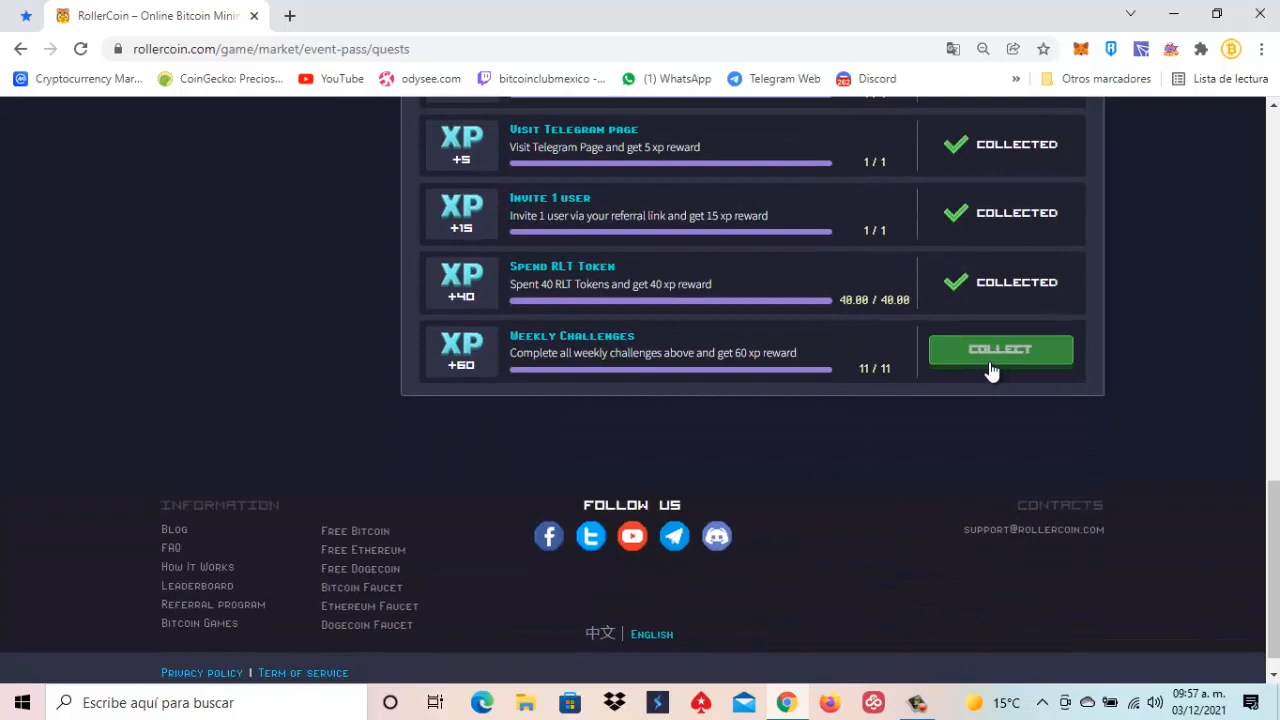 RollerCoin – Online Bitcoin Mini
rollercoin.com/game/market/event-pass/quests
Cryptocurrency Mar...
CoinGecko: Precios...
YouTube
odysee.com
bitcoinclubmexico -...
(1) WhatsApp
Telegram Web
262
Discord
»
Otros marcadores
Lista de lectura
Visit Telegram page
XP
+5
Visit Telegram Page and get 5 xp reward
1 / 1
COLLECTED
Invite 1 user
XP
+15
Invite 1 user via your referral link and get 15 xp reward
1 / 1
COLLECTED
Spend RLT Token
XP
+40
Spent 40 RLT Tokens and get 40 xp reward
40.00 / 40.00
COLLECTED
Weekly Challenges
XP
+60
Complete all weekly challenges above and get 60 xp reward
11 / 11
COLLECT
INFORMATION
Blog
FAQ
How It Works
Leaderboard
Referral program
Bitcoin Games
Free Bitcoin
Free Ethereum
Free Dogecoin
Bitcoin Faucet
Ethereum Faucet
Dogecoin Faucet
FOLLOW US
中文 | English
CONTACTS
support@rollercoin.com
Privacy policy | Term of service
Escribe aquí para buscar
15°C
09:57 a. m.
03/12/2021